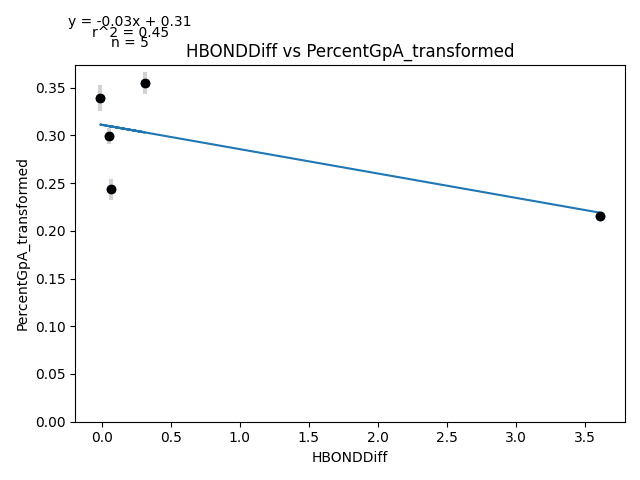 y = -0.03x + 0.31
r^2 = 0.45
n = 5
HBONDDiff vs PercentGpA_transformed
PercentGpA_transformed
0.35
0.30
0.25
0.20
0.15
0.10
0.05
0.00
0.0 0.5 1.0 1.5 2.0 2.5 3.0 3.5
HBONDDiff